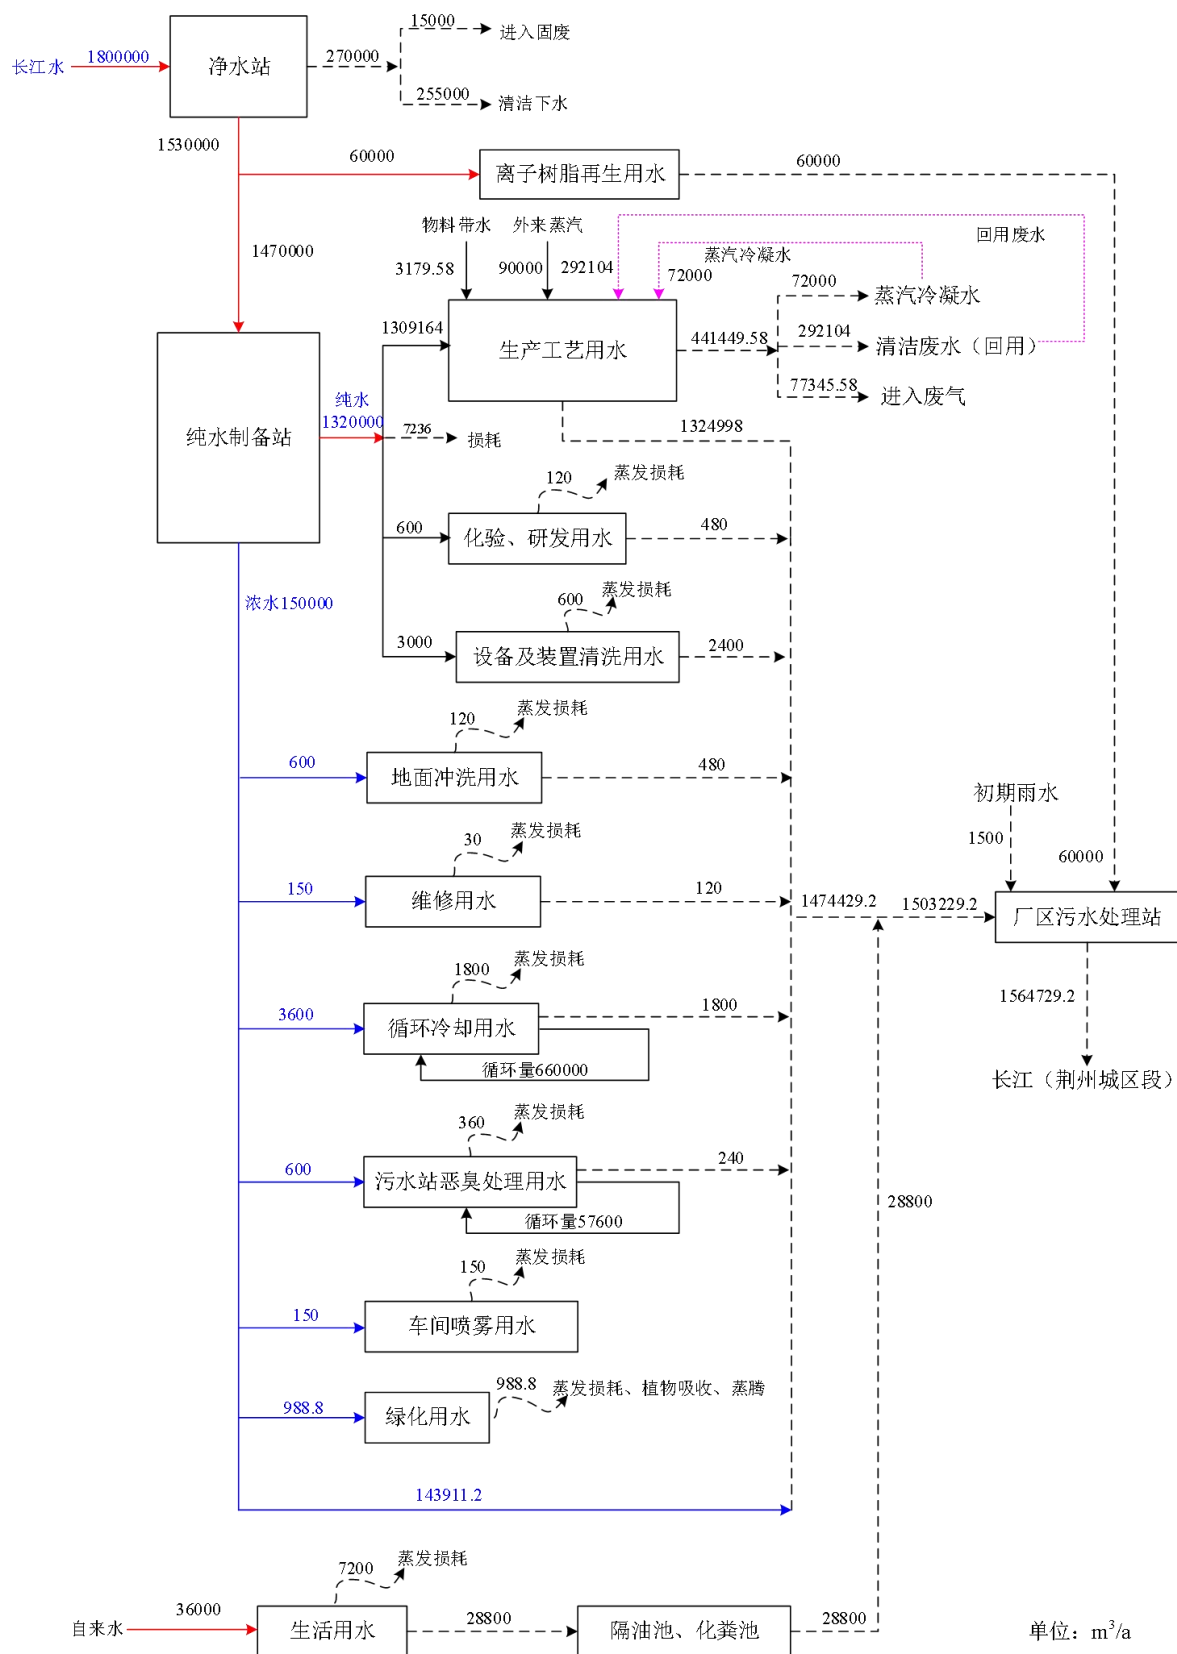 15000
进入固废
长江水
1800000
净水站
270000
255000
清洁下水
1530000
60000
离子树脂再生用水
60000
物料带水
外来蒸汽
回用废水
1470000
3179.58
90000
292104
蒸汽冷凝水
72000
72000
蒸汽冷凝水
1309164
生产工艺用水
441449.58
292104
清洁废水（回用）
77345.58
进入废气
纯水
1320000
纯水制备站
7236
损耗
1324998
120
蒸发损耗
600
化验、研发用水
480
浓水150000
600
蒸发损耗
3000
设备及装置清洗用水
2400
120
蒸发损耗
600
地面冲洗用水
480
初期雨水
1500
60000
30
蒸发损耗
150
维修用水
120
1474429.2
1503229.2
厂区污水处理站
1800
蒸发损耗
3600
循环冷却用水
1800
1564729.2
循环量660000
长江（荆州城区段）
360
蒸发损耗
600
污水站恶臭处理用水
240
28800
循环量57600
150
蒸发损耗
150
车间喷雾用水
988.8
蒸发损耗、植物吸收、蒸腾
988.8
绿化用水
143911.2
7200
蒸发损耗
自来水
36000
生活用水
28800
隔油池、化粪池
28800
单位：m³/a